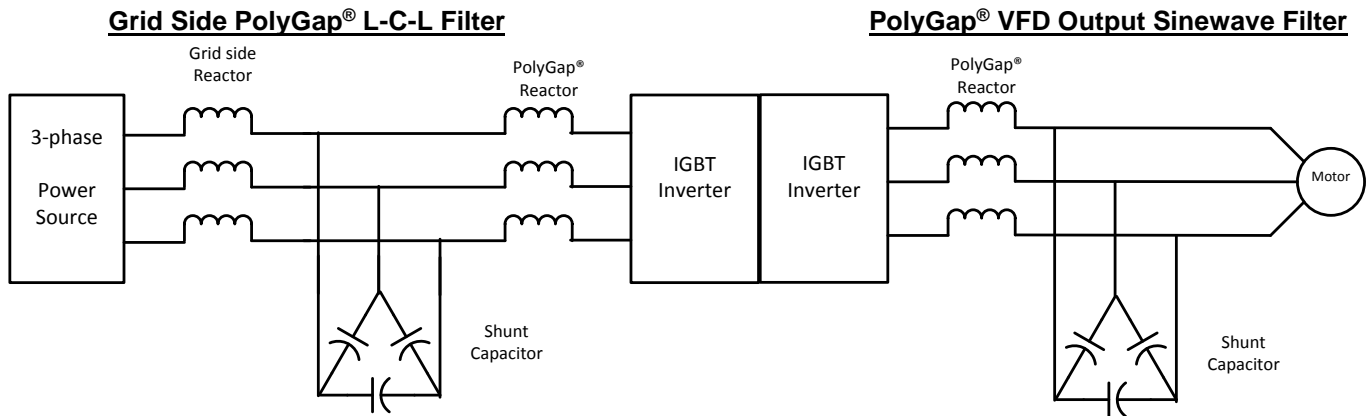 Grid Side PolyGap® L-C-L Filter
PolyGap® VFD Output Sinewave Filter
Grid side
Reactor
PolyGap®
Reactor
PolyGap®
Reactor
3-phase
Power
Source
IGBT
Inverter
IGBT
Inverter
Motor
Shunt
Capacitor
Shunt
Capacitor